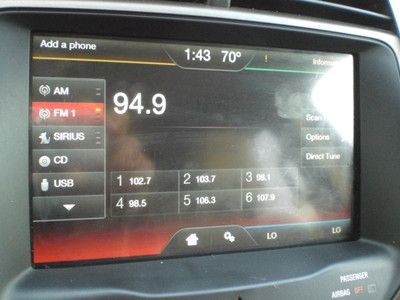 Add a phone
1:43 70°
!
Informa
AM
FM 1
94.9
Scan
SIRIUS
Options
CD
Direct Tune
USB
1 102.7 2 103.7 3 98.1
4 98.5 5 106.3 6 107.9
LO LO
PASSENGER
AIRBAG OFF